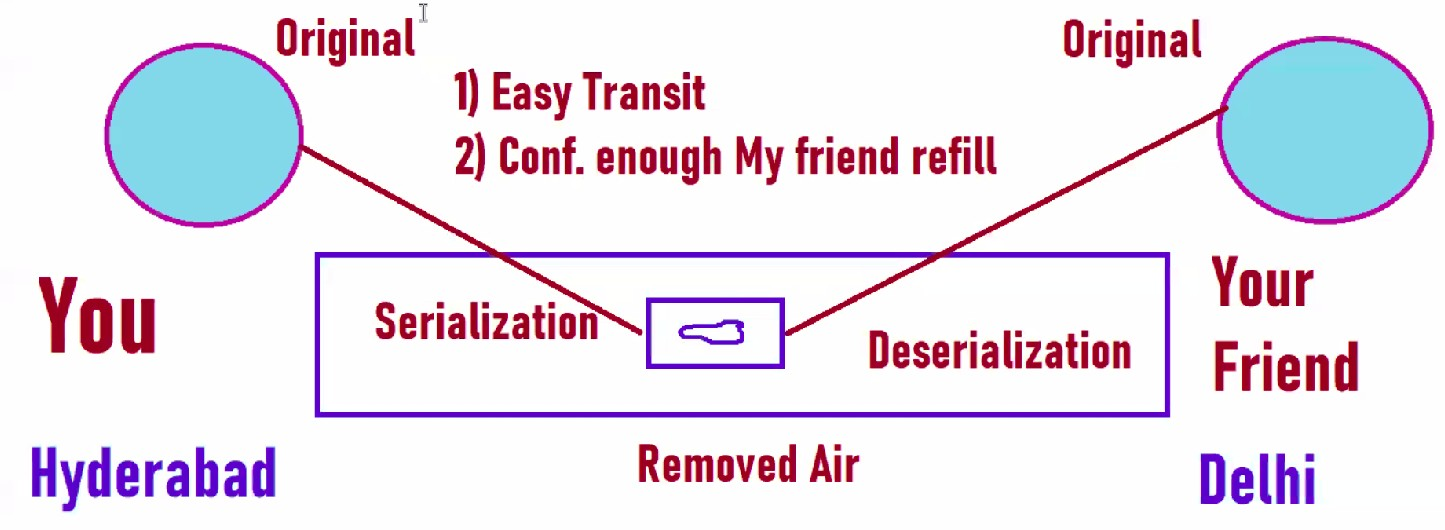 Original
Original
1) Easy Transit
2) Conf. enough My friend refill
You
Serialization
Deserialization
Your
Friend
Hyderabad
Removed Air
Delhi